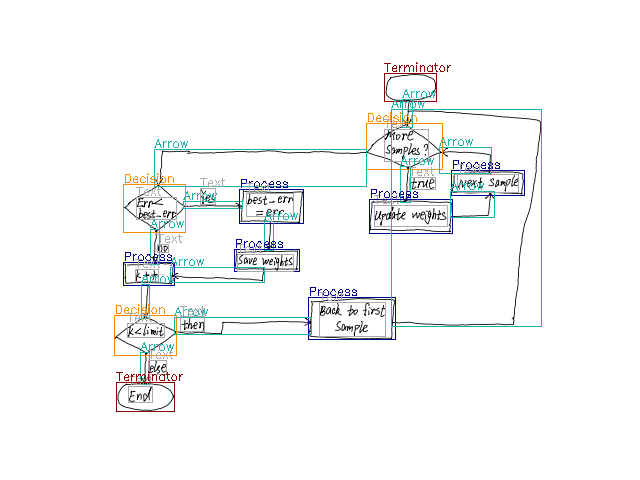 Terminator
Arrow
Arrow
Decision
More
Samples?
Arrow
Arrow
Arrow
Text
true
Process
next sample
Arrow
Process
update weights
Decision
Text
Err<
best_err
Arrow
Text
Yes
Arrow
Process
best_err
= err
Arrow
Text
no
Process
save weights
Process
Text
k++
Arrow
Arrow
Decision
Text
k<limit
Arrow
Text
then
Process
Back to first
Sample
Arrow
Text
else
Terminator
End